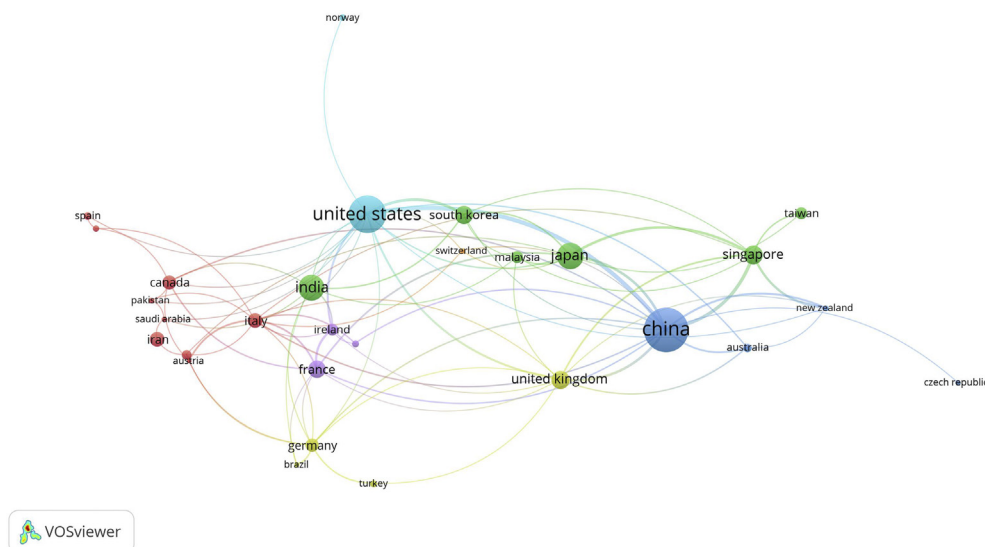 norway
united states
south korea
spain
taiwan
switzerland
malaysia
japan
singapore
canada
india
pakistan
new zealand
saudi arabia
italy
ireland
china
iran
australia
austria
france
united kingdom
czech republic
germany
brazil
turkey
VOSviewer